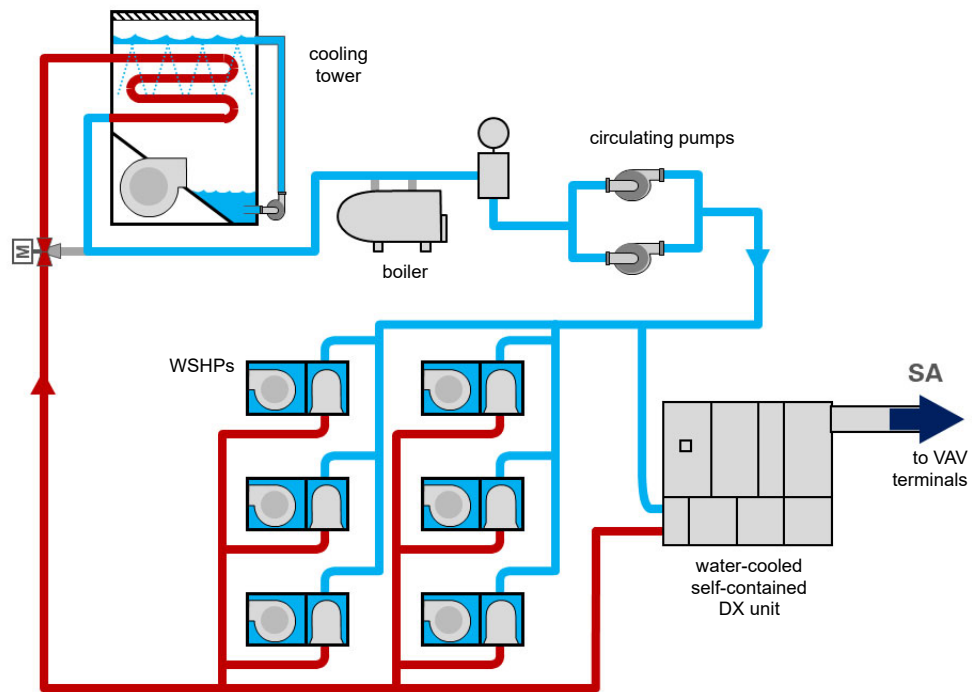 cooling
tower
circulating pumps
M
boiler
WSHPs
SA
to VAV
terminals
water-cooled
self-contained
DX unit